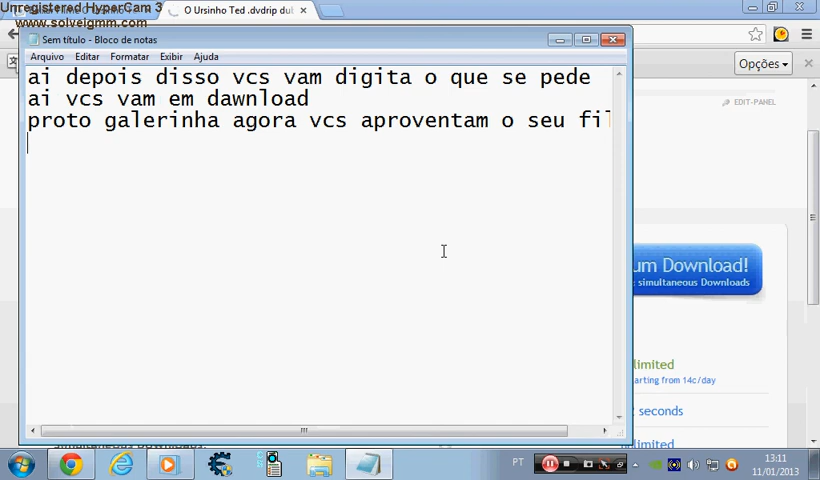 Unregistered HyperCam 3
www.solveigmm.com
O Ursinho Ted .dvdrip dub
Sem título - Bloco de notas
Arquivo Editar Formatar Exibir Ajuda
ai depois disso vcs vam digita o que se pede
ai vcs vam em dawnload
proto galerinha agora vcs aproventam o seu fil
Opções
EDIT-PANEL
um Download!
simultaneous Downloads
limited
tarting from 14c/day
seconds
PT
13:11
11/01/2013